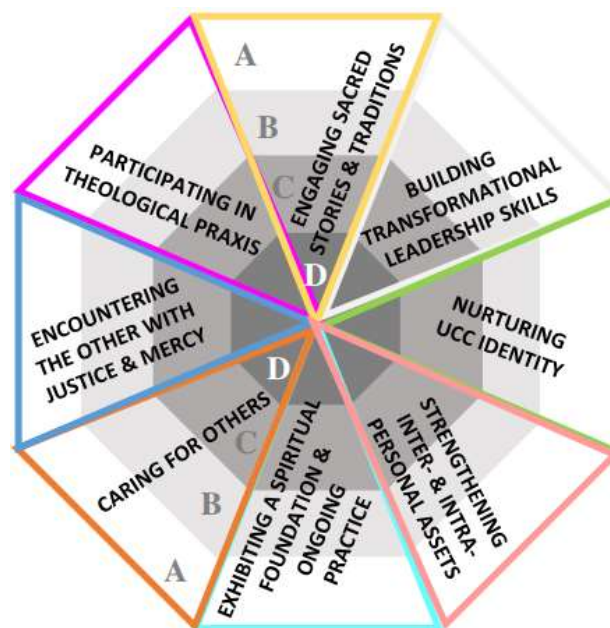 A
B
C
D
ENGAGING SACRED
STORIES & TRADITIONS
BUILDING
TRANSFORMATIONAL
LEADERSHIP SKILLS
NURTURING
UCC IDENTITY
STRENGTHENING
INTER- & INTRA-
PERSONAL ASSETS
EXHIBITING A SPIRITUAL
FOUNDATION &
ONGOING
PRACTICE
CARING FOR OTHERS
D
C
B
A
ENCOUNTERING
THE OTHER WITH
JUSTICE & MERCY
PARTICIPATING IN
THEOLOGICAL PRAXIS